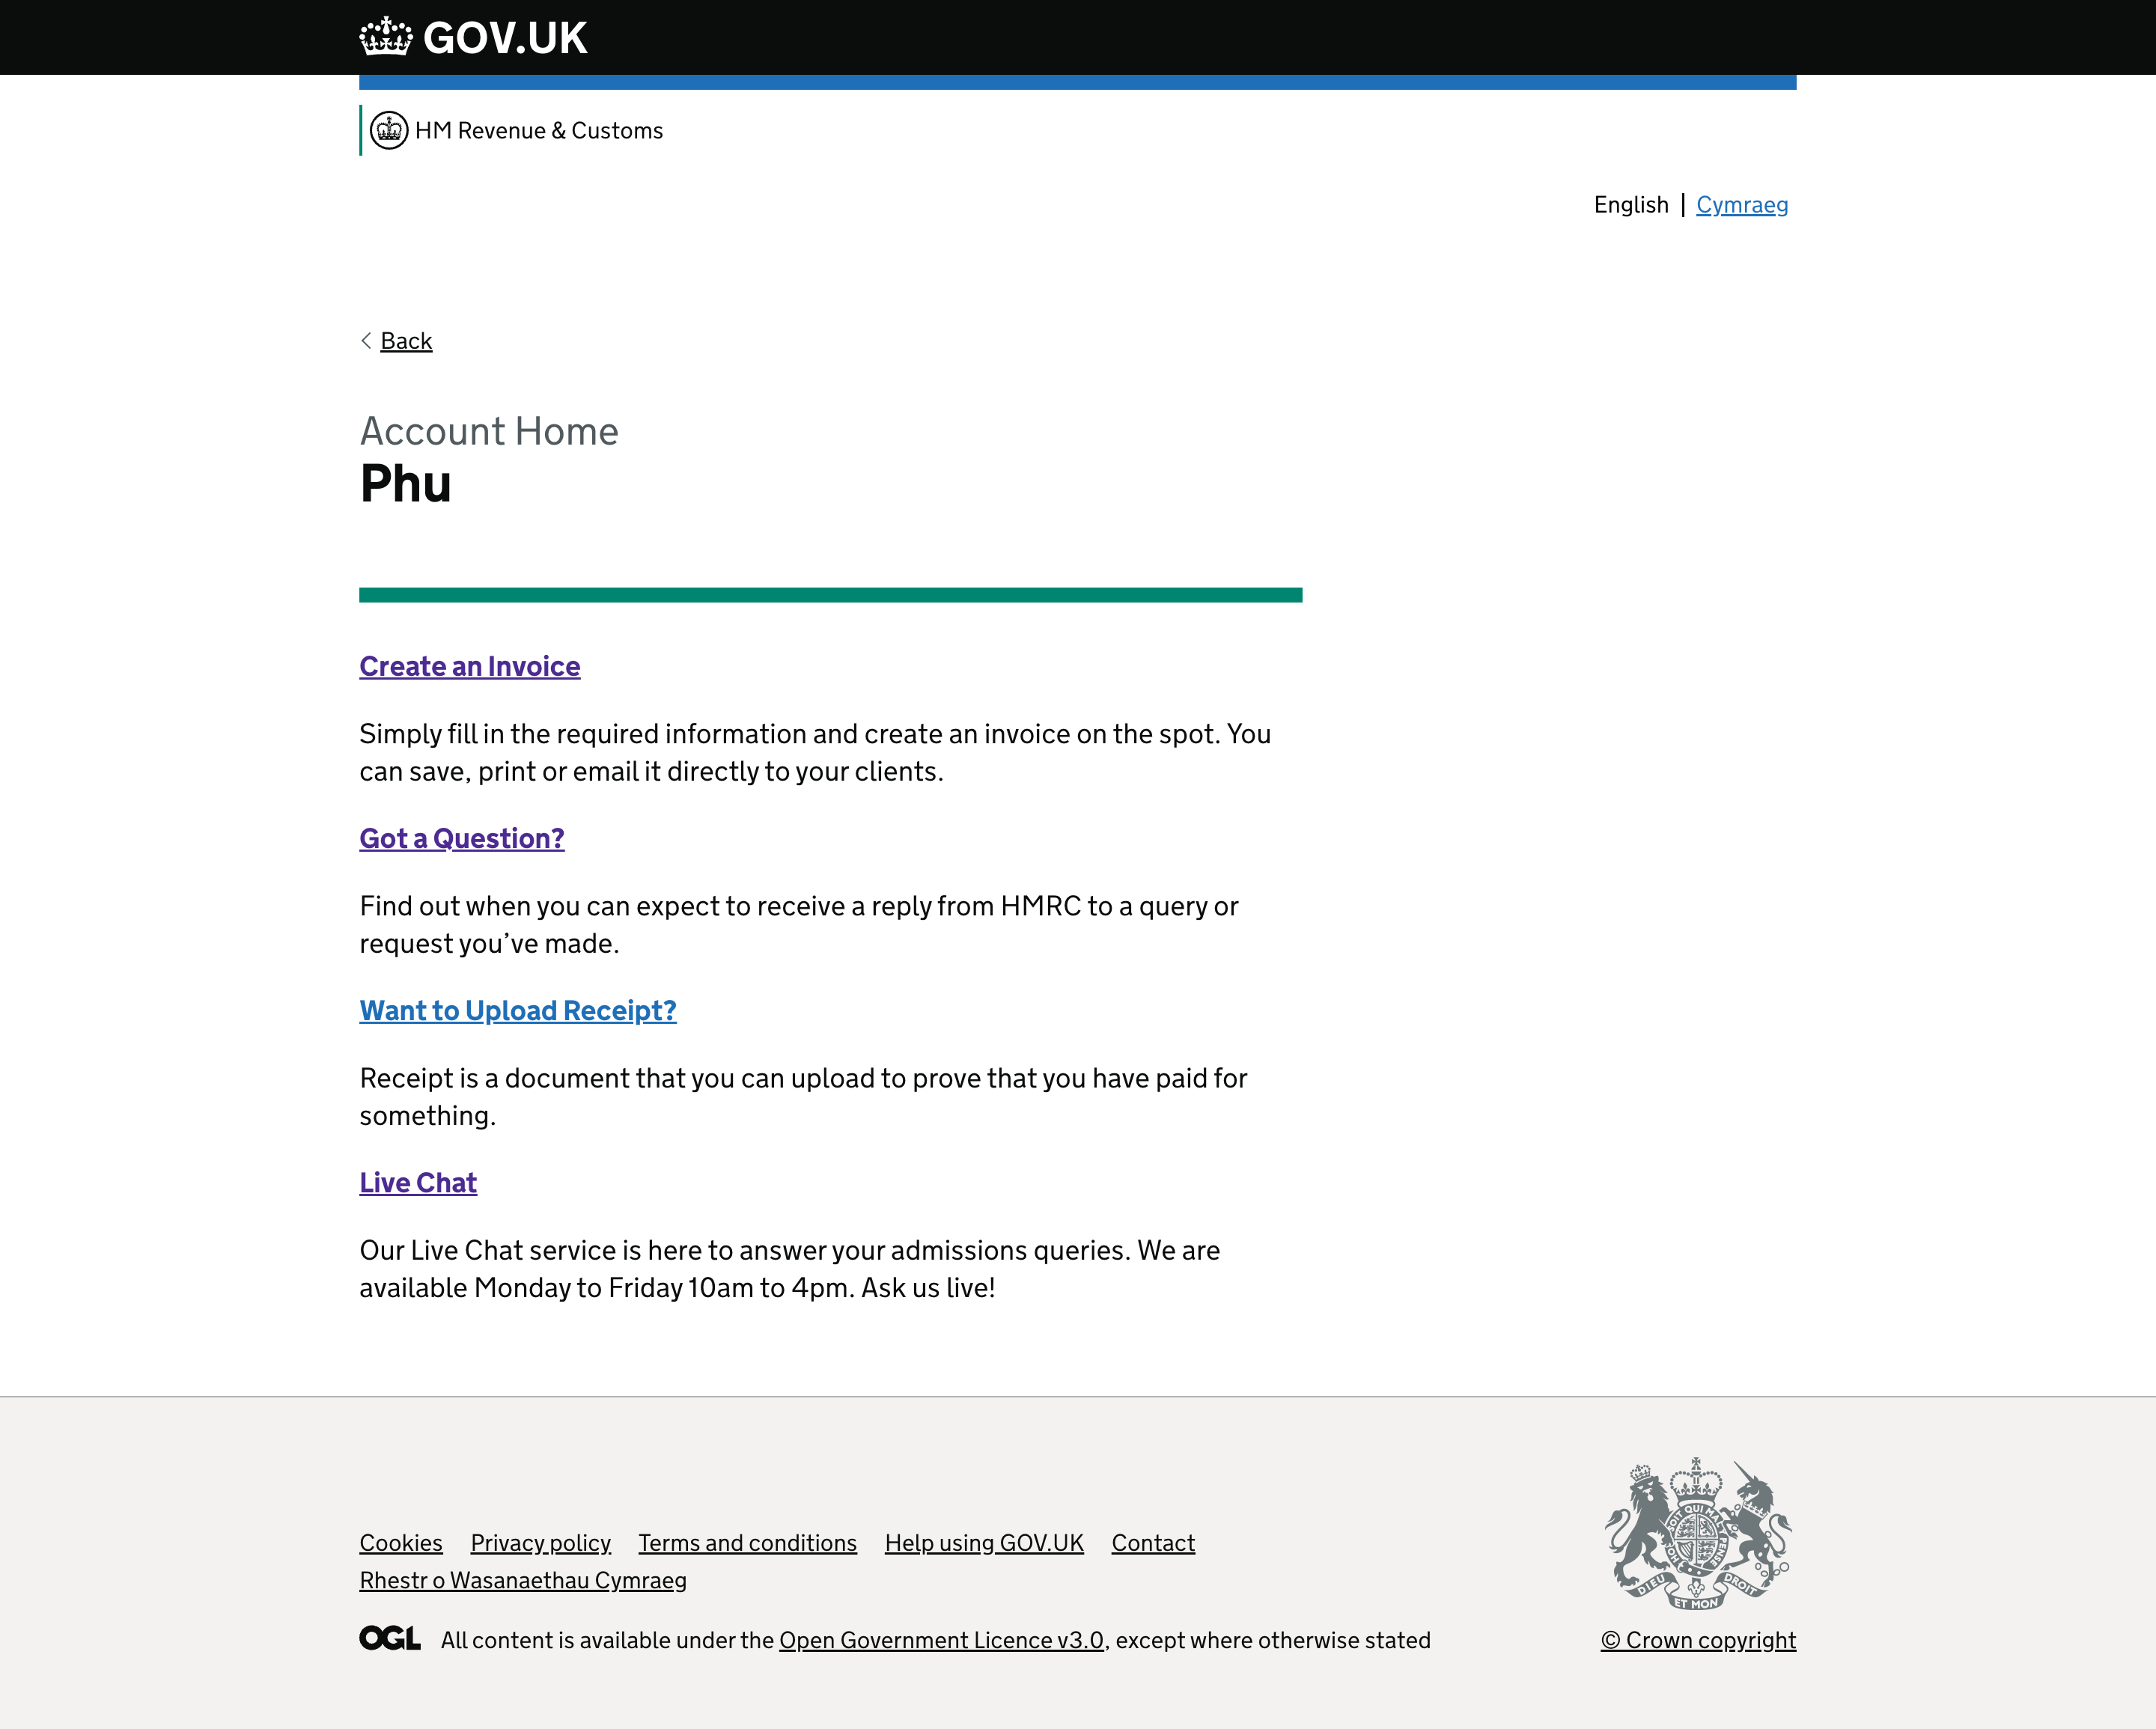 GOV.UK
HM Revenue & Customs
English | Cymraeg
Back
Account Home
Phu
Create an Invoice
Simply fill in the required information and create an invoice on the spot. You
can save, print or email it directly to your clients.
Got a Question?
Find out when you can expect to receive a reply from HMRC to a query or
request you’ve made.
Want to Upload Receipt?
Receipt is a document that you can upload to prove that you have paid for
something.
Live Chat
Our Live Chat service is here to answer your admissions queries. We are
available Monday to Friday 10am to 4pm. Ask us live!
Cookies Privacy policy Terms and conditions Help using GOV.UK Contact
Rhestr o Wasanaethau Cymraeg
OGL All content is available under the Open Government Licence v3.0, except where otherwise stated
DIEU ET MON DROIT
© Crown copyright